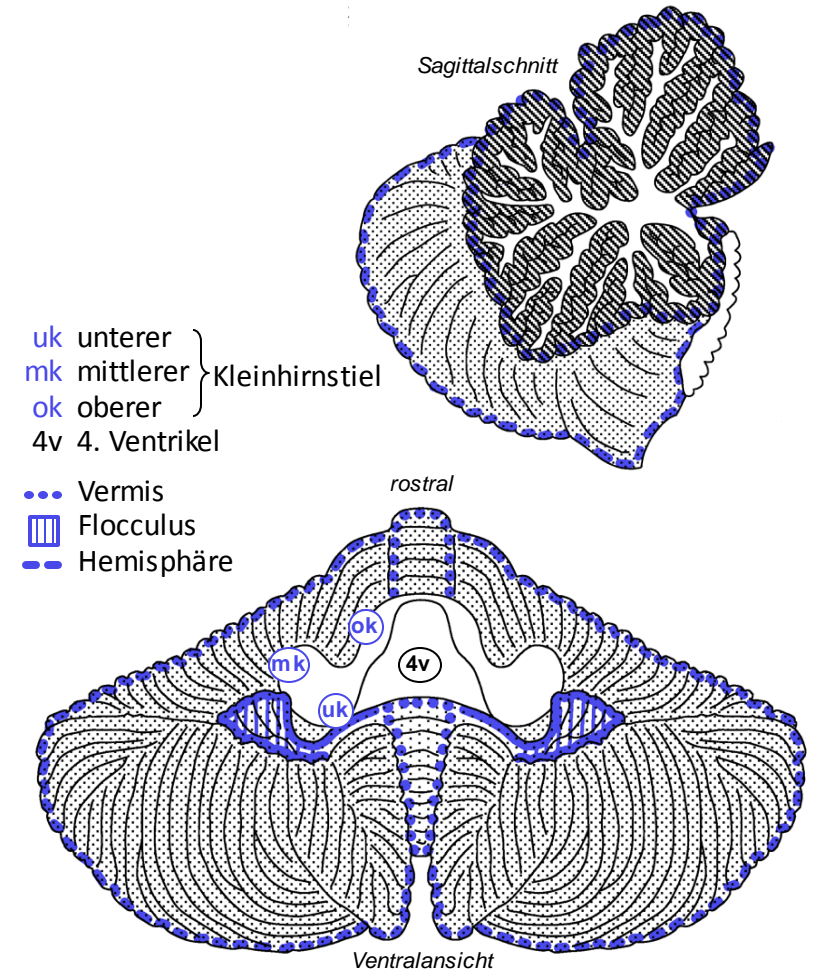 Sagittalschnitt
uk unterer
mk mittlerer
ok oberer
Kleinhirnstiel
4v 4. Ventrikel
Vermis
Flocculus
Hemisphäre
rostral
ok
mk
4v
uk
Ventralansicht